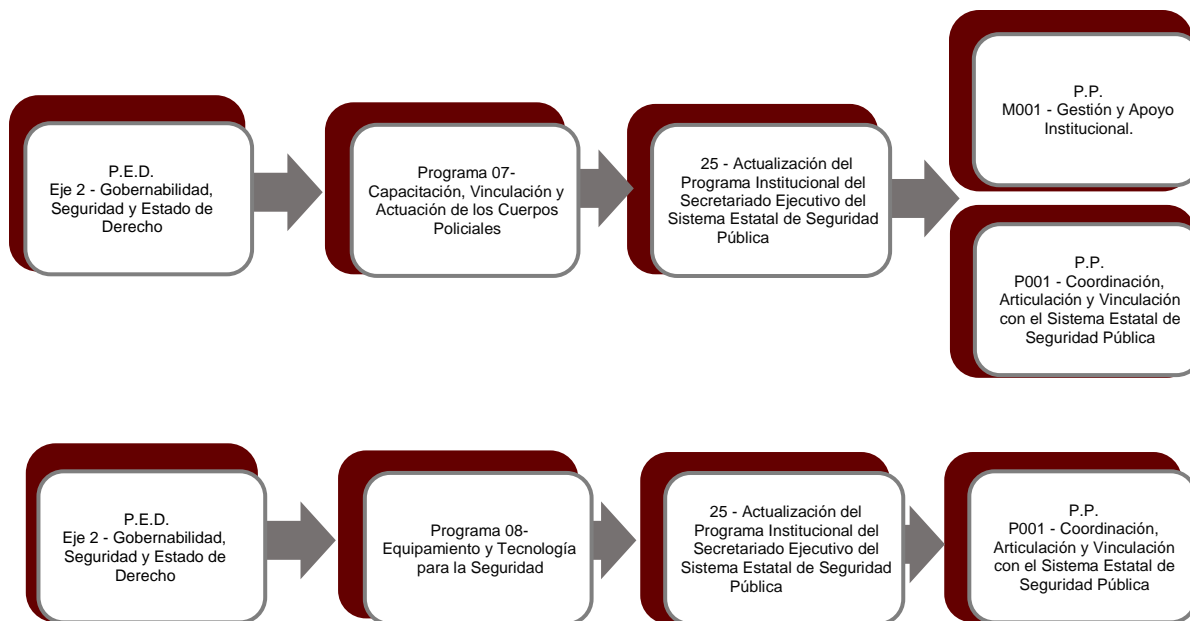 P.E.D.
Eje 2 - Gobernabilidad,
Seguridad y Estado de
Derecho
Programa 07-
Capacitación, Vinculación y
Actuación de los Cuerpos
Policiales
25 - Actualización del
Programa Institucional del
Secretariado Ejecutivo del
Sistema Estatal de Seguridad
Pública
P.P.
M001 - Gestión y Apoyo
Institucional.
P.P.
P001 - Coordinación,
Articulación y Vinculación
con el Sistema Estatal de
Seguridad Pública
P.E.D.
Eje 2 - Gobernabilidad,
Seguridad y Estado de
Derecho
Programa 08-
Equipamiento y Tecnología
para la Seguridad
25 - Actualización del
Programa Institucional del
Secretariado Ejecutivo del
Sistema Estatal de Seguridad
Pública
P.P.
P001 - Coordinación,
Articulación y Vinculación
con el Sistema Estatal de
Seguridad Pública